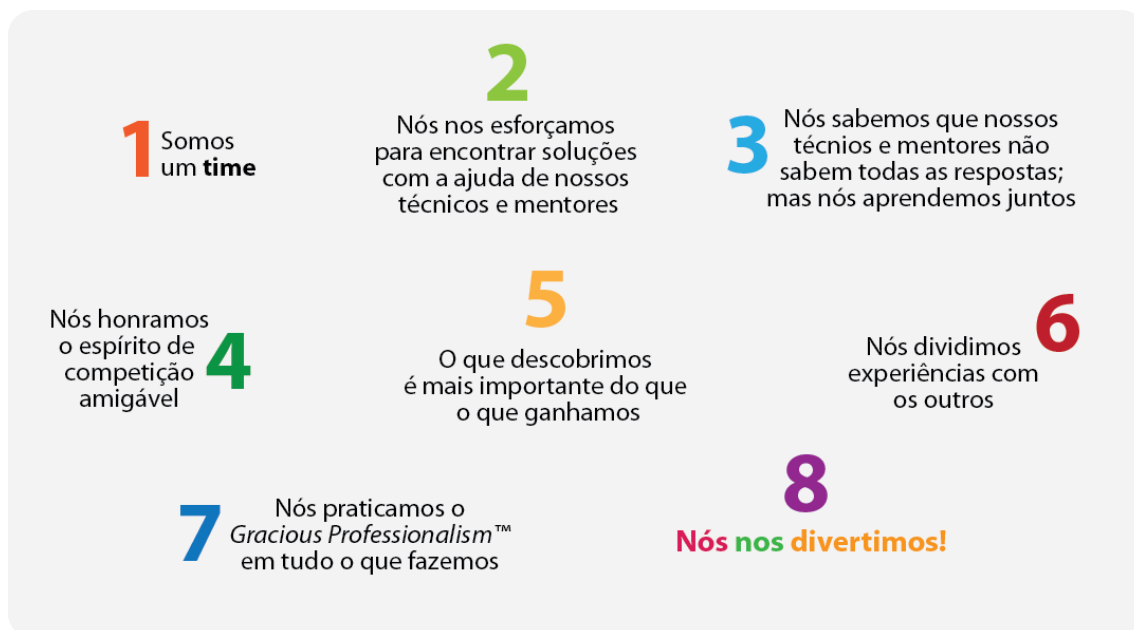 1
Somos
um time
2
Nós nos esforçamos
para encontrar soluções
com a ajuda de nossos
técnicos e mentores
3
Nós sabemos que nossos
técnios e mentores não
sabem todas as respostas;
mas nós aprendemos juntos
4
Nós honramos
o espírito de
competição
amigável
5
O que descobrimos
é mais importante do que
o que ganhamos
6
Nós dividimos
experiências com
os outros
7
Nós praticamos o
Gracious Professionalism™
em tudo o que fazemos
8
Nós nos divertimos!